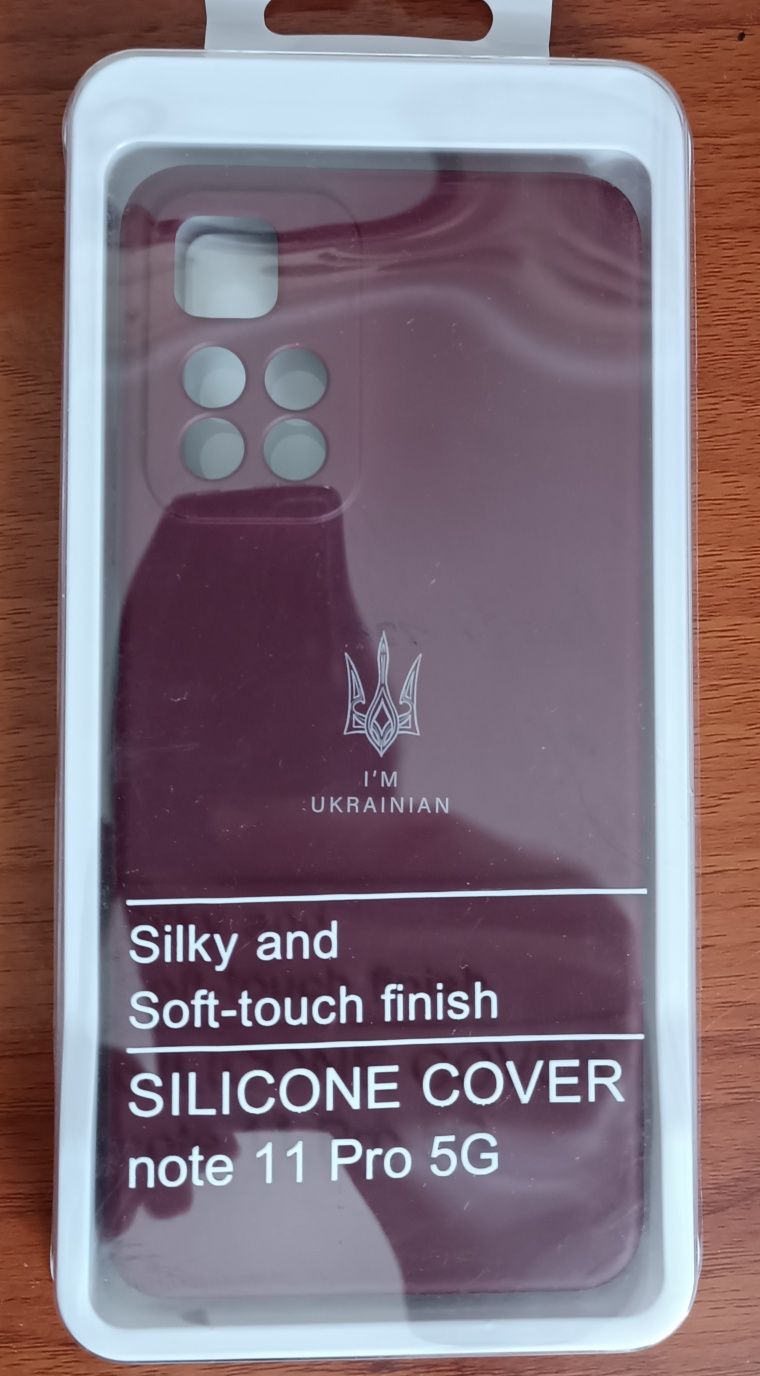 I'M
UKRAINIAN
Silky and
Soft-touch finish
SILICONE COVER
note 11 Pro 5G